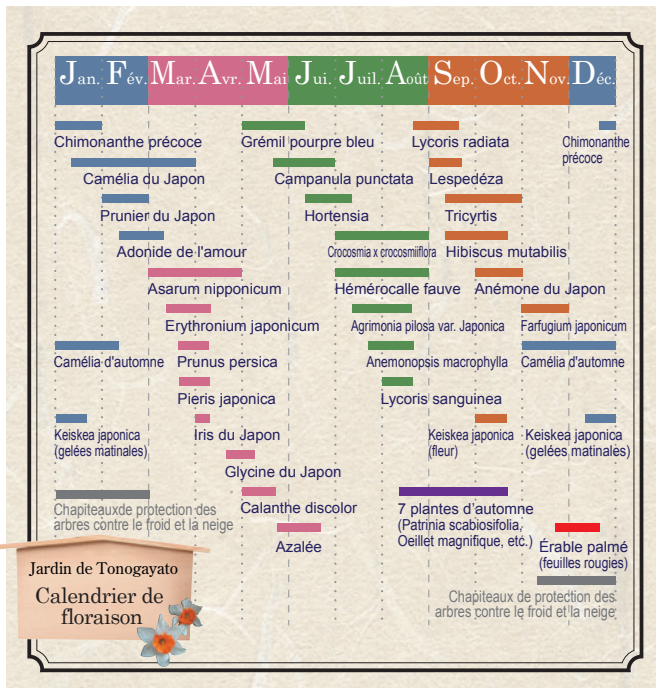 Jan. Fév. Mar. Avr. Mai Jui. Juil. Août Sep. Oct. Nov. Déc.
Chimonanthe précoce
Grémil pourpre bleu
Lycoris radiata
Chimonanthe
précoce
Camélia du Japon
Campanula punctata
Lespedéza
Prunier du Japon
Hortensia
Tricyrtis
Adonide de l'amour
Crocosmia x crocosmiiflora
Hibiscus mutabilis
Asarum nipponicum
Hémérocalle fauve
Anémone du Japon
Erythronium japonicum
Agrimonia pilosa var. Japonica
Farfugium japonicum
Camélia d'automne
Prunus persica
Anemonopsis macrophylla
Camélia d'automne
Pieris japonica
Lycoris sanguinea
Keiskea japonica
(gelées matinales)
Iris du Japon
Keiskea japonica
(fleur)
Keiskea japonica
(gelées matinales)
Glycine du Japon
Chapiteauxde protection des
arbres contre le froid et la neige
Calanthe discolor
7 plantes d'automne
(Patrinia scabiosifolia,
Oeillet magnifique, etc.)
Azalée
Érable palmé
(feuilles rougies)
Chapiteaux de protection des
arbres contre le froid et la neige
Jardin de Tonogayato
Calendrier de
floraison